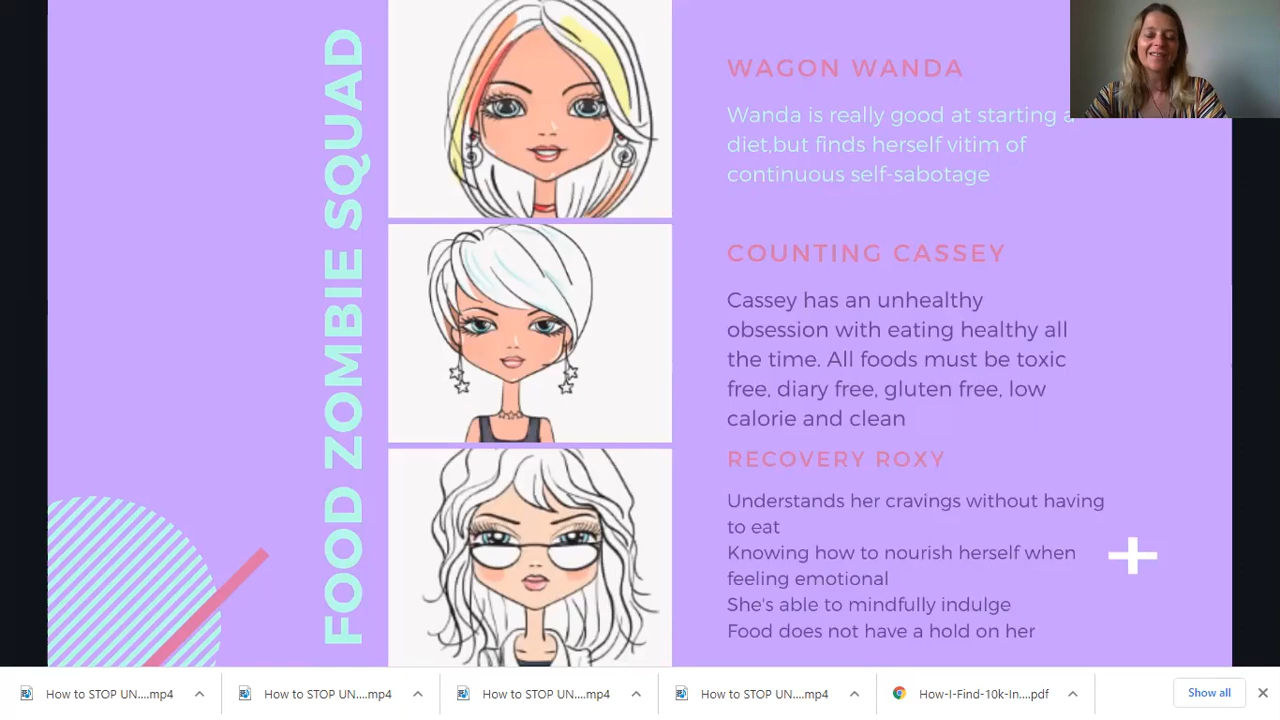 FOOD ZOMBIE SQUAD
WAGON WANDA
Wanda is really good at starting a
diet,but finds herself vitim of
continuous self-sabotage
COUNTING CASSEY
Cassey has an unhealthy
obsession with eating healthy all
the time. All foods must be toxic
free, diary free, gluten free, low
calorie and clean
RECOVERY ROXY
Understands her cravings without having
to eat
Knowing how to nourish herself when
feeling emotional
She's able to mindfully indulge
Food does not have a hold on her
How to STOP UN....mp4
How to STOP UN....mp4
How to STOP UN....mp4
How to STOP UN....mp4
How-I-Find-10k-In....pdf
Show all